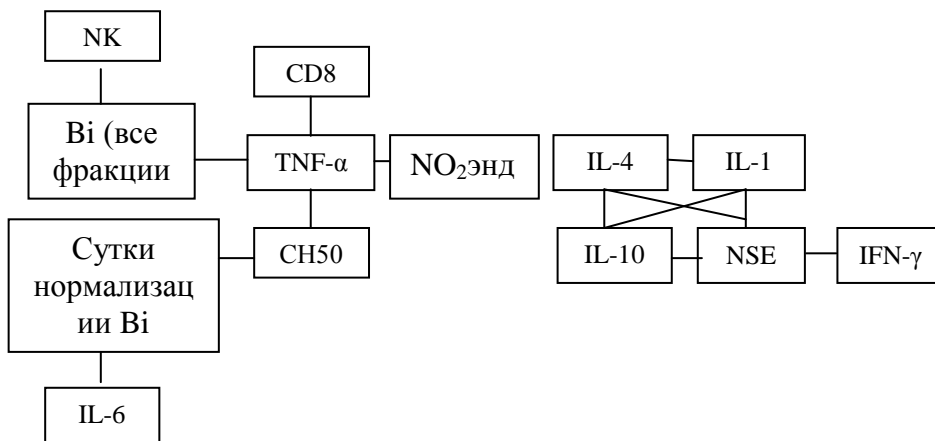 NK
CD8
Bi (все
фракции
TNF-α
NO₂энд
IL-4
IL-1
Сутки
нормализац
ии Bi
CH50
IL-10
NSE
IFN-γ
IL-6